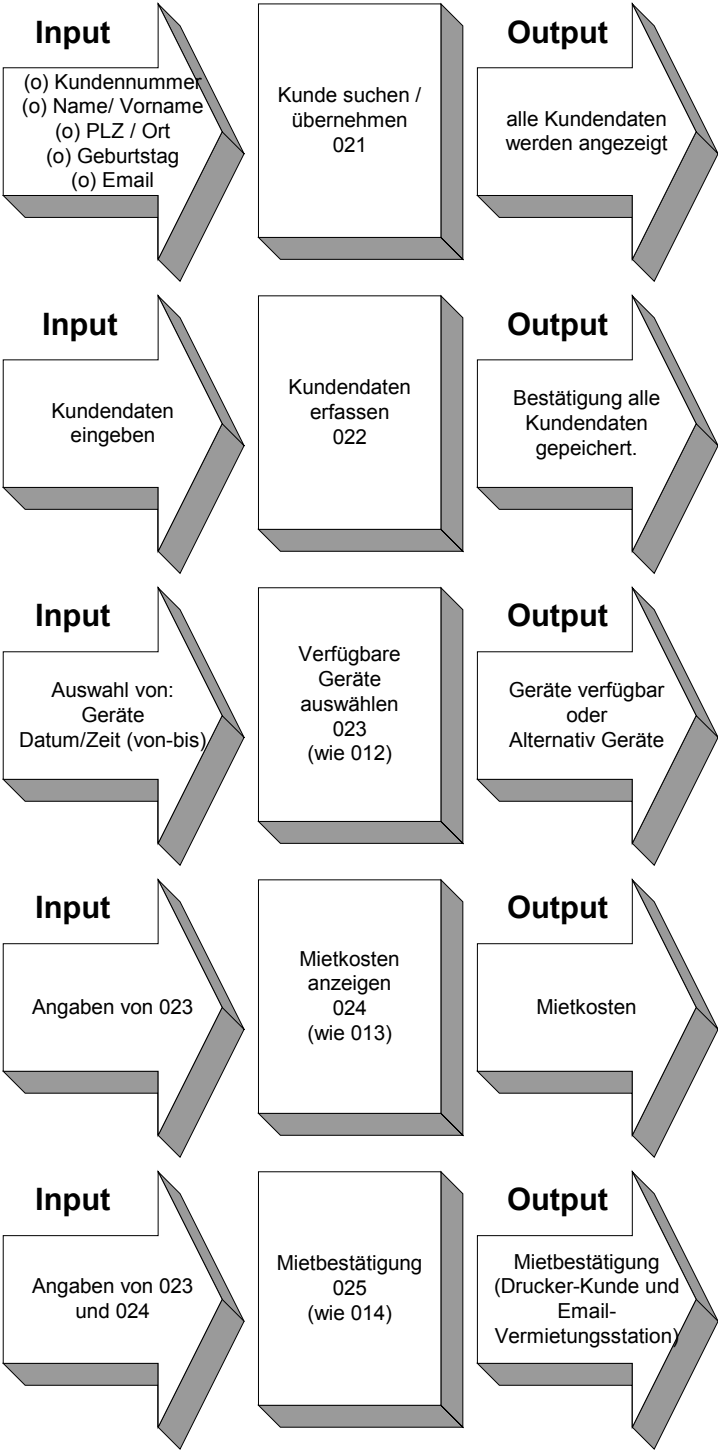 Input
(o) Kundennummer
(o) Name/ Vorname
(o) PLZ / Ort
(o) Geburtstag
(o) Email
Kunde suchen /
übernehmen
021
Output
alle Kundendaten
werden angezeigt
Input
Kundendaten
eingeben
Kundendaten
erfassen
022
Output
Bestätigung alle
Kundendaten
gepeichert.
Input
Auswahl von:
Geräte
Datum/Zeit (von-bis)
Verfügbare
Geräte
auswählen
023
(wie 012)
Output
Geräte verfügbar
oder
Alternativ Geräte
Input
Angaben von 023
Mietkosten
anzeigen
024
(wie 013)
Output
Mietkosten
Input
Angaben von 023
und 024
Mietbestätigung
025
(wie 014)
Output
Mietbestätigung
(Drucker-Kunde und
Email-
Vermietungsstation)